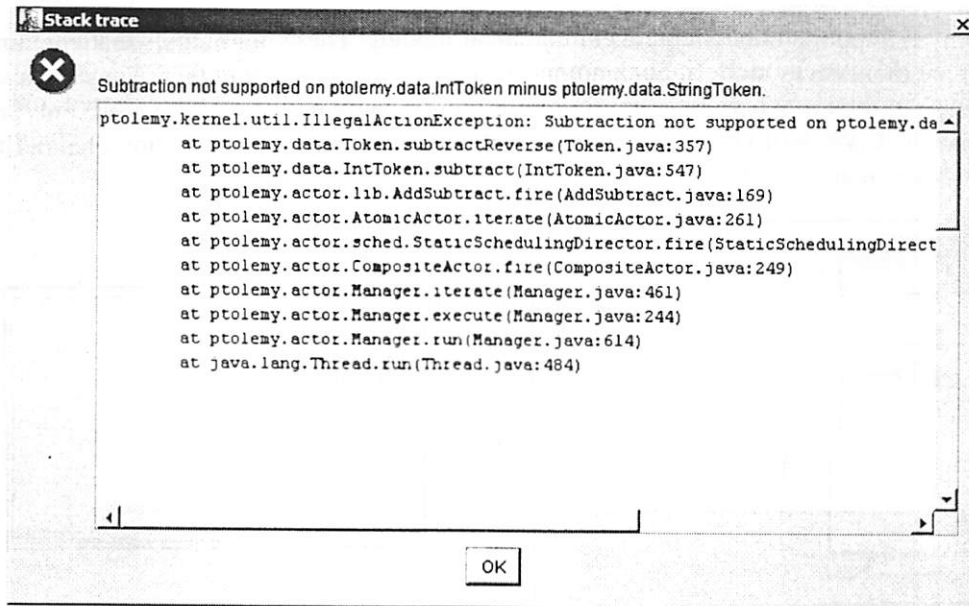 Stack trace
Subtraction not supported on ptolemy.data.IntToken minus ptolemy.data.StringToken.
ptolemy.kernel.util.IllegalActionException: Subtraction not supported on ptolemy.da
at ptolemy.data.Token.subtractReverse(Token.java:357)
at ptolemy.data.IntToken.subtract(IntToken.java:547)
at ptolemy.actor.lib.AddSubtract.fire(AddSubtract.java:169)
at ptolemy.actor.AtomicActor.iterate(AtomicActor.java:261)
at ptolemy.actor.sched.StaticSchedulingDirector.fire(StaticSchedulingDirect
at ptolemy.actor.CompositeActor.fire(CompositeActor.java:249)
at ptolemy.actor.Manager.iterate(Manager.java:461)
at ptolemy.actor.Manager.execute(Manager.java:244)
at ptolemy.actor.Manager.run(Manager.java:614)
at java.lang.Thread.run(Thread.java:484)
OK